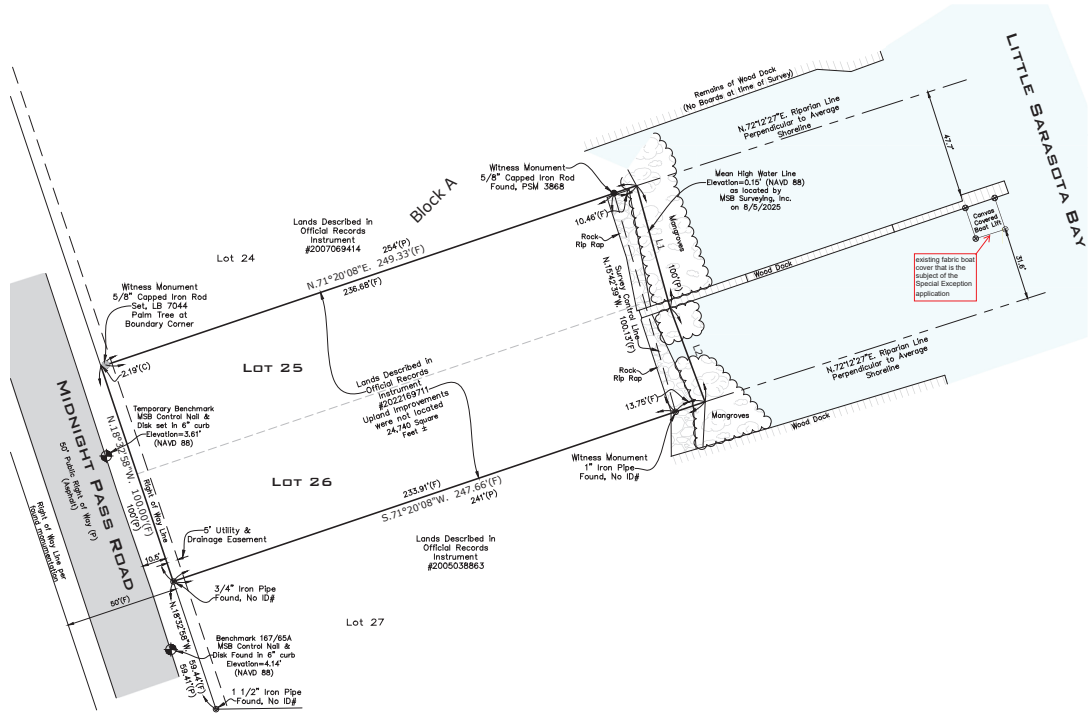 LITTLE SARASOTA BAY
Remains of Wood Dock
(No Boards at time of Survey)
N.72°12'27"E. Riparian Line
Perpendicular to Average
Shoreline
47.7'
Witness Monument
5/8" Capped Iron Rod
Found, PSM 3868
Mean High Water Line
Elevation=0.15' (NAVD 88)
as located by
MSB Surveying, Inc.
on 8/5/2025
Block A
Lands Described in
Official Records
Instrument
#2007069414
254'(P)
N.71°20'08"E. 249.33'(F)
236.68'(F)
10.46'(F)
Rock
Rip Rap
Mangroves
L1
100'(P)
Canvas
Covered
Boat Lift
Lot 24
Wood Dock
existing fabric boat
cover that is the
subject of the
Special Exception
application
31.6'
Survey Control Line
N.15°42'39"W. 100.13'(F)
Witness Monument
5/8" Capped Iron Rod
Set, LB 7044
Palm Tree at
Boundary Corner
2.19'(C)
LOT 25
Lands Described in
Official Records
Instrument
#2022169711
Upland Improvements
were not located
24,740 Square
Feet ±
L2
Rock
Rip Rap
N.72°12'27"E. Riparian Line
Perpendicular to Average
Shoreline
13.75'(F)
Mangroves
Wood Dock
MIDNIGHT PASS ROAD
50' Public Right of Way (P)
(Asphalt)
Temporary Benchmark
MSB Control Nail &
Disk set in 6" curb
Elevation=3.61'
(NAVD 88)
N.18°32'58"W. 100.00'(F)
100'(P)
Right of Way Line
LOT 26
Witness Monument
1" Iron Pipe
Found, No ID#
233.91'(F)
S.71°20'08"W. 247.66'(F)
241'(P)
Right of Way Line per
found monumentation
5' Utility &
Drainage Easement
Lands Described in
Official Records
Instrument
#2005038863
10.5'
50'(F)
3/4" Iron Pipe
Found, No ID#
Lot 27
N.18°32'58"W.
59.44'(F)
59.41'(P)
Benchmark 167/65A
MSB Control Nail &
Disk Found in 6" curb
Elevation=4.14'
(NAVD 88)
1 1/2" Iron Pipe
Found, No ID#